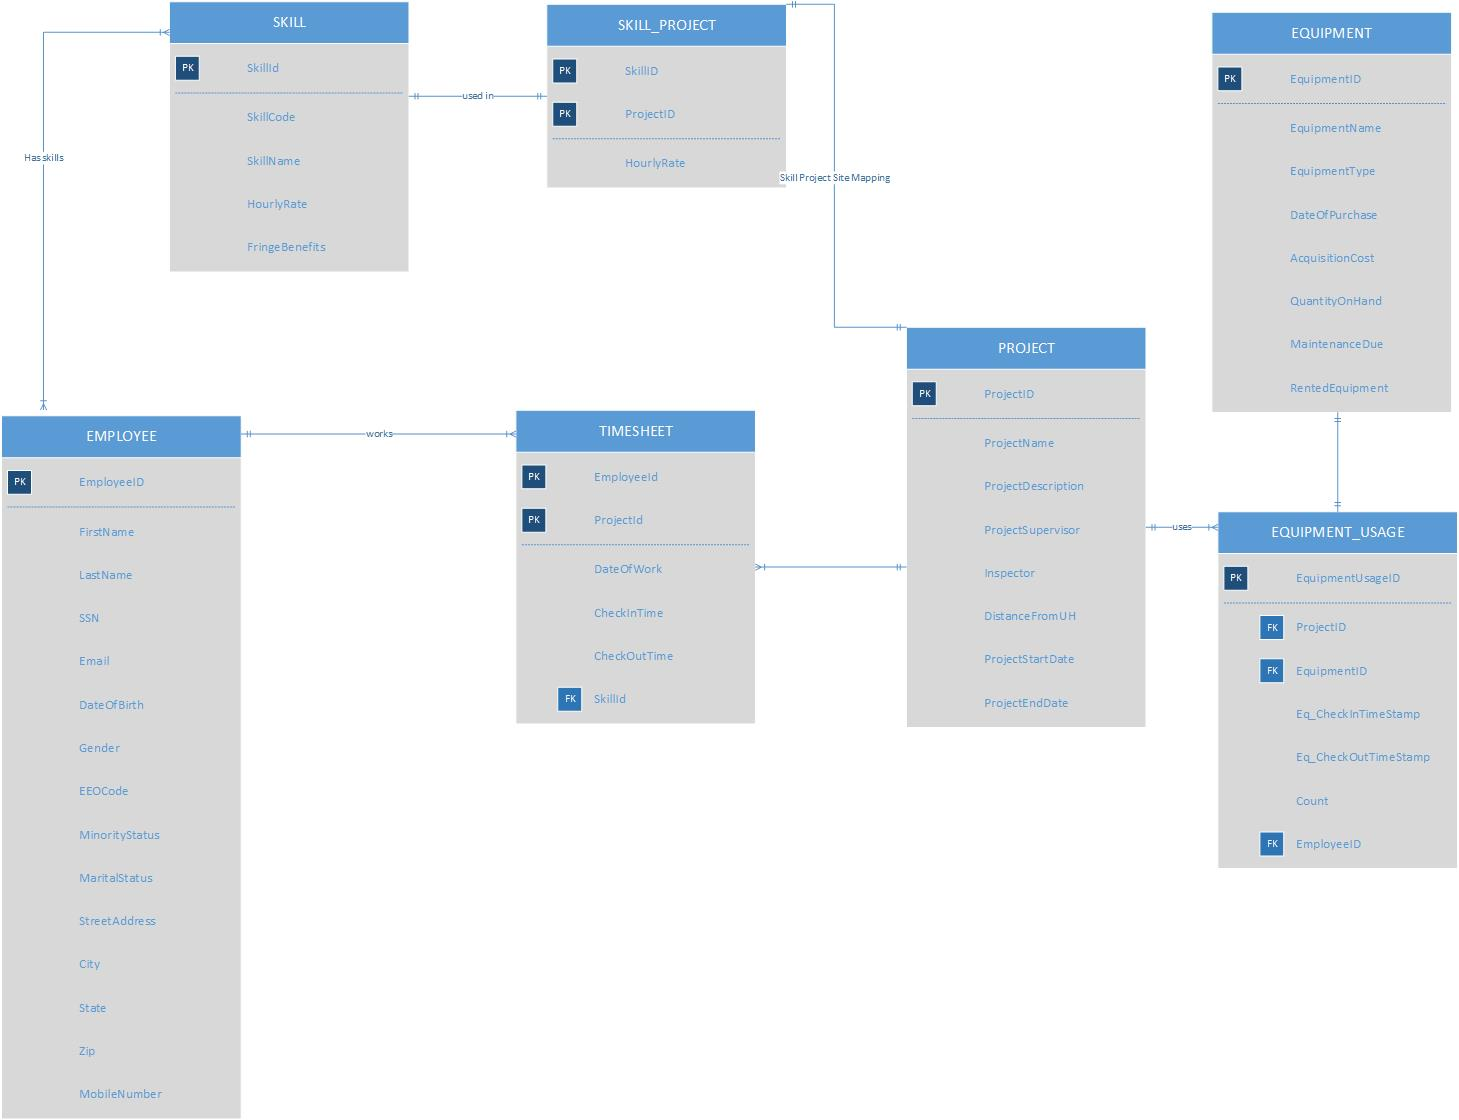 SKILL
PK SkillId
SkillCode
SkillName
HourlyRate
FringeBenefits
used in
SKILL_PROJECT
PK SkillID
PK ProjectID
HourlyRate
Skill Project Site Mapping
EQUIPMENT
PK EquipmentID
EquipmentName
EquipmentType
DateOfPurchase
AcquisitionCost
QuantityOnHand
MaintenanceDue
RentedEquipment
Has skills
EMPLOYEE
PK EmployeeID
FirstName
LastName
SSN
Email
DateOfBirth
Gender
EEOCode
MinorityStatus
MaritalStatus
StreetAddress
City
State
Zip
MobileNumber
works
TIMESHEET
PK EmployeeId
PK ProjectId
DateOfWork
CheckInTime
CheckOutTime
FK SkillId
PROJECT
PK ProjectID
ProjectName
ProjectDescription
ProjectSupervisor
Inspector
DistanceFromUH
ProjectStartDate
ProjectEndDate
uses
EQUIPMENT_USAGE
PK EquipmentUsageID
FK ProjectID
FK EquipmentID
Eq_CheckInTimeStamp
Eq_CheckOutTimeStamp
Count
FK EmployeeID